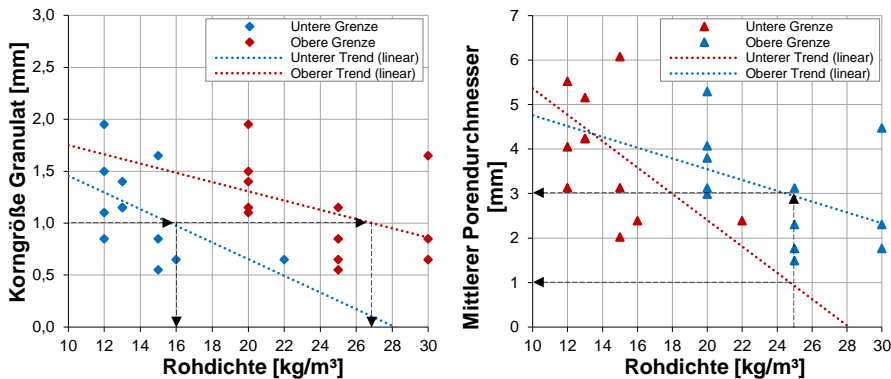 Korngröße Granulat [mm]
3,0
2,5
2,0
1,5
1,0
0,5
0,0
Untere Grenze
Obere Grenze
Unterer Trend (linear)
Oberer Trend (linear)
10 12 14 16 18 20 22 24 26 28 30
Rohdichte [kg/m³]
Mittlerer Porendurchmesser
[mm]
7
6
5
4
3
2
1
0
Untere Grenze
Obere Grenze
Unterer Trend (linear)
Oberer Trend (linear)
10 12 14 16 18 20 22 24 26 28 30
Rohdichte [kg/m³]